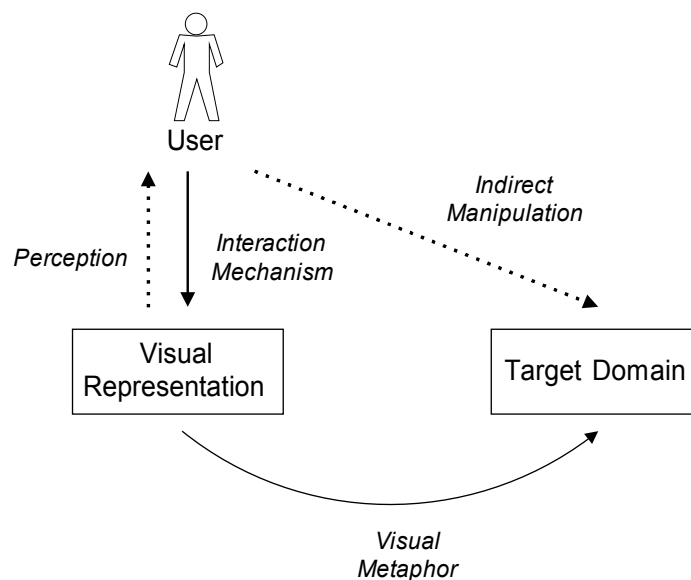 User
Indirect
Manipulation
Perception
Interaction
Mechanism
Visual
Representation
Target Domain
Visual
Metaphor